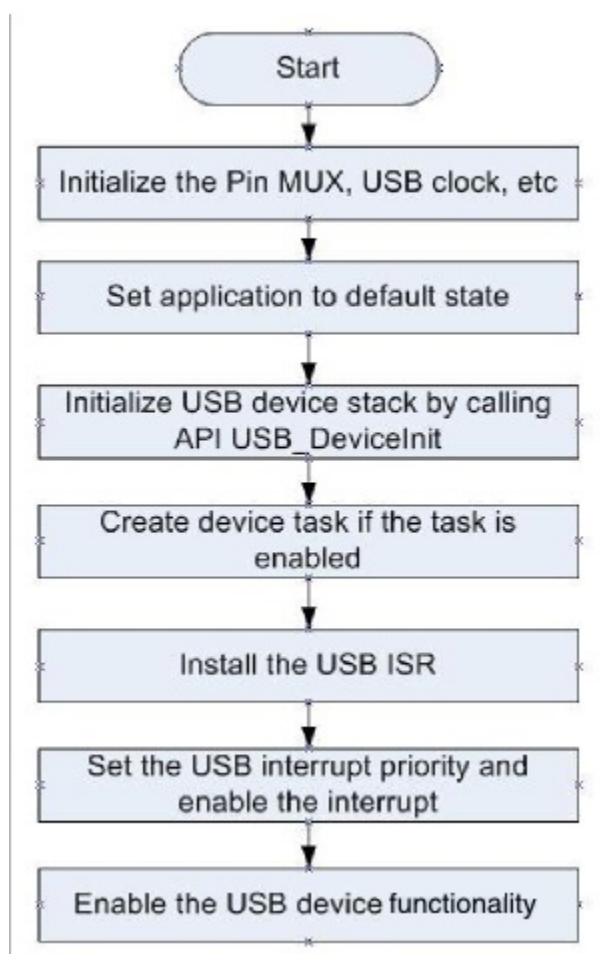 Start
Initialize the Pin MUX, USB clock, etc
Set application to default state
Initialize USB device stack by calling
API USB_DeviceInit
Create device task if the task is
enabled
Install the USB ISR
Set the USB interrupt priority and
enable the interrupt
Enable the USB device functionality